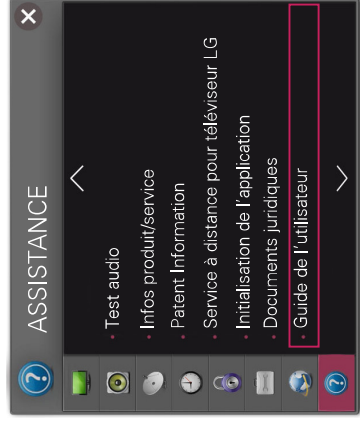 ASSISTANCE
• Test audio
• Infos produit/service
• Patent Information
• Service à distance pour téléviseur LG
• Initialisation de l'application
• Documents juridiques
• Guide de l'utilisateur